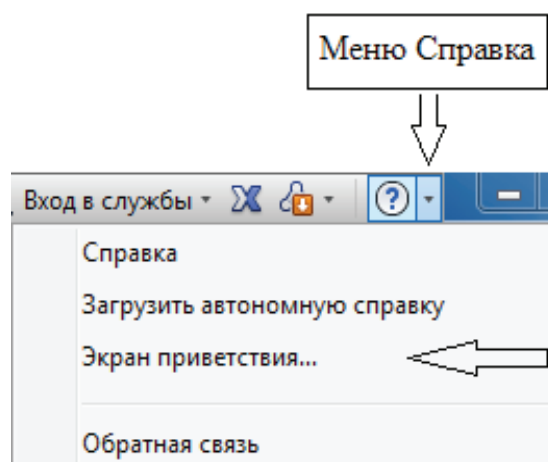 Меню Справка
Вход в службы
Справка
Загрузить автономную справку
Экран приветствия...
Обратная связь